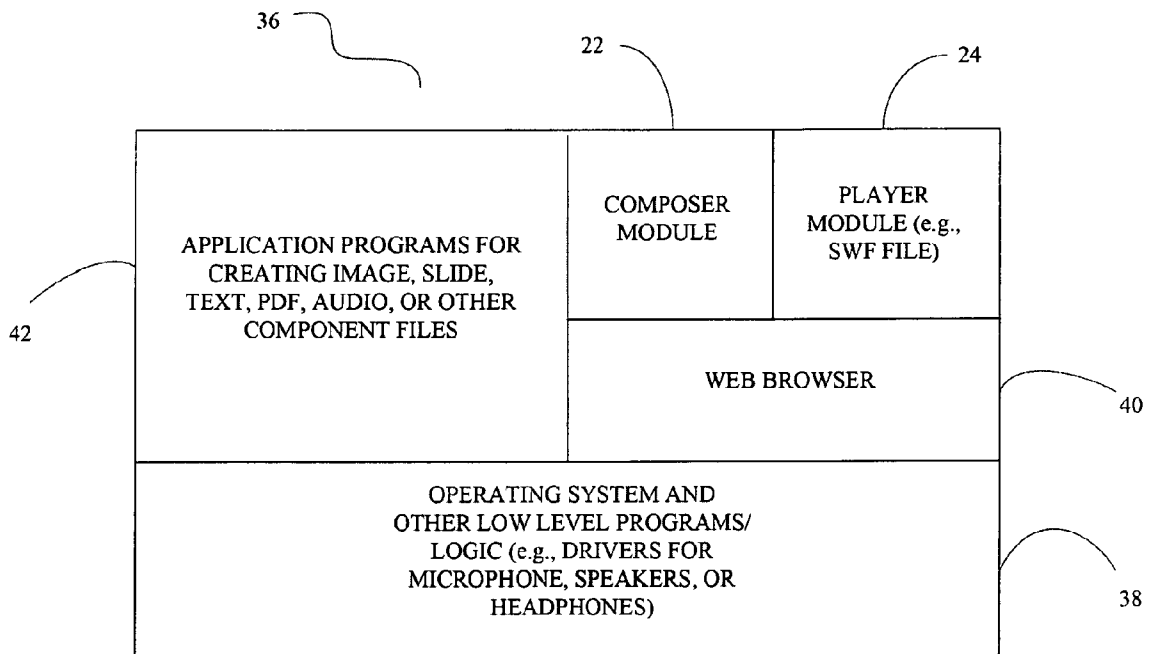 36
22
24
COMPOSER
MODULE
PLAYER
MODULE (e.g.,
SWF FILE)
APPLICATION PROGRAMS FOR
CREATING IMAGE, SLIDE,
TEXT, PDF, AUDIO, OR OTHER
COMPONENT FILES
42
WEB BROWSER
40
OPERATING SYSTEM AND
OTHER LOW LEVEL PROGRAMS/
LOGIC (e.g., DRIVERS FOR
MICROPHONE, SPEAKERS, OR
HEADPHONES)
38